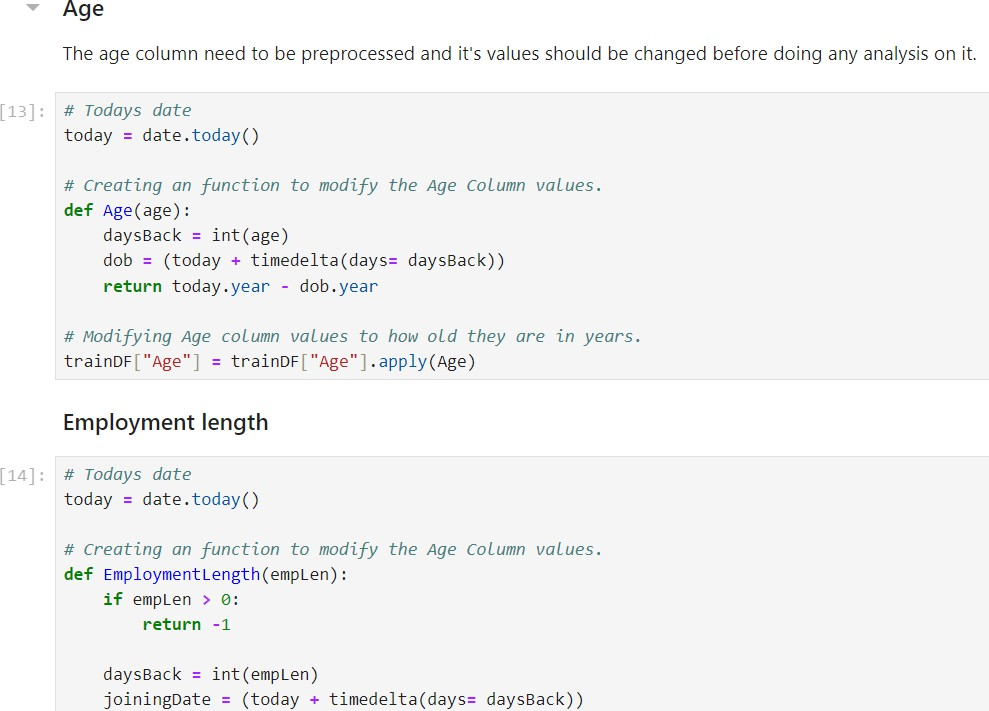 Age
The age column need to be preprocessed and it's values should be changed before doing any analysis on it.
[13]:
# Todays date
today = date.today()
# Creating an function to modify the Age Column values.
def Age(age):
    daysBack = int(age)
    dob = (today + timedelta(days= daysBack))
    return today.year - dob.year
# Modifying Age column values to how old they are in years.
trainDF["Age"] = trainDF["Age"].apply(Age)
Employment length
[14]:
# Todays date
today = date.today()
# Creating an function to modify the Age Column values.
def EmploymentLength(empLen):
    if empLen > 0:
        return -1
    daysBack = int(empLen)
    joiningDate = (today + timedelta(days= daysBack))